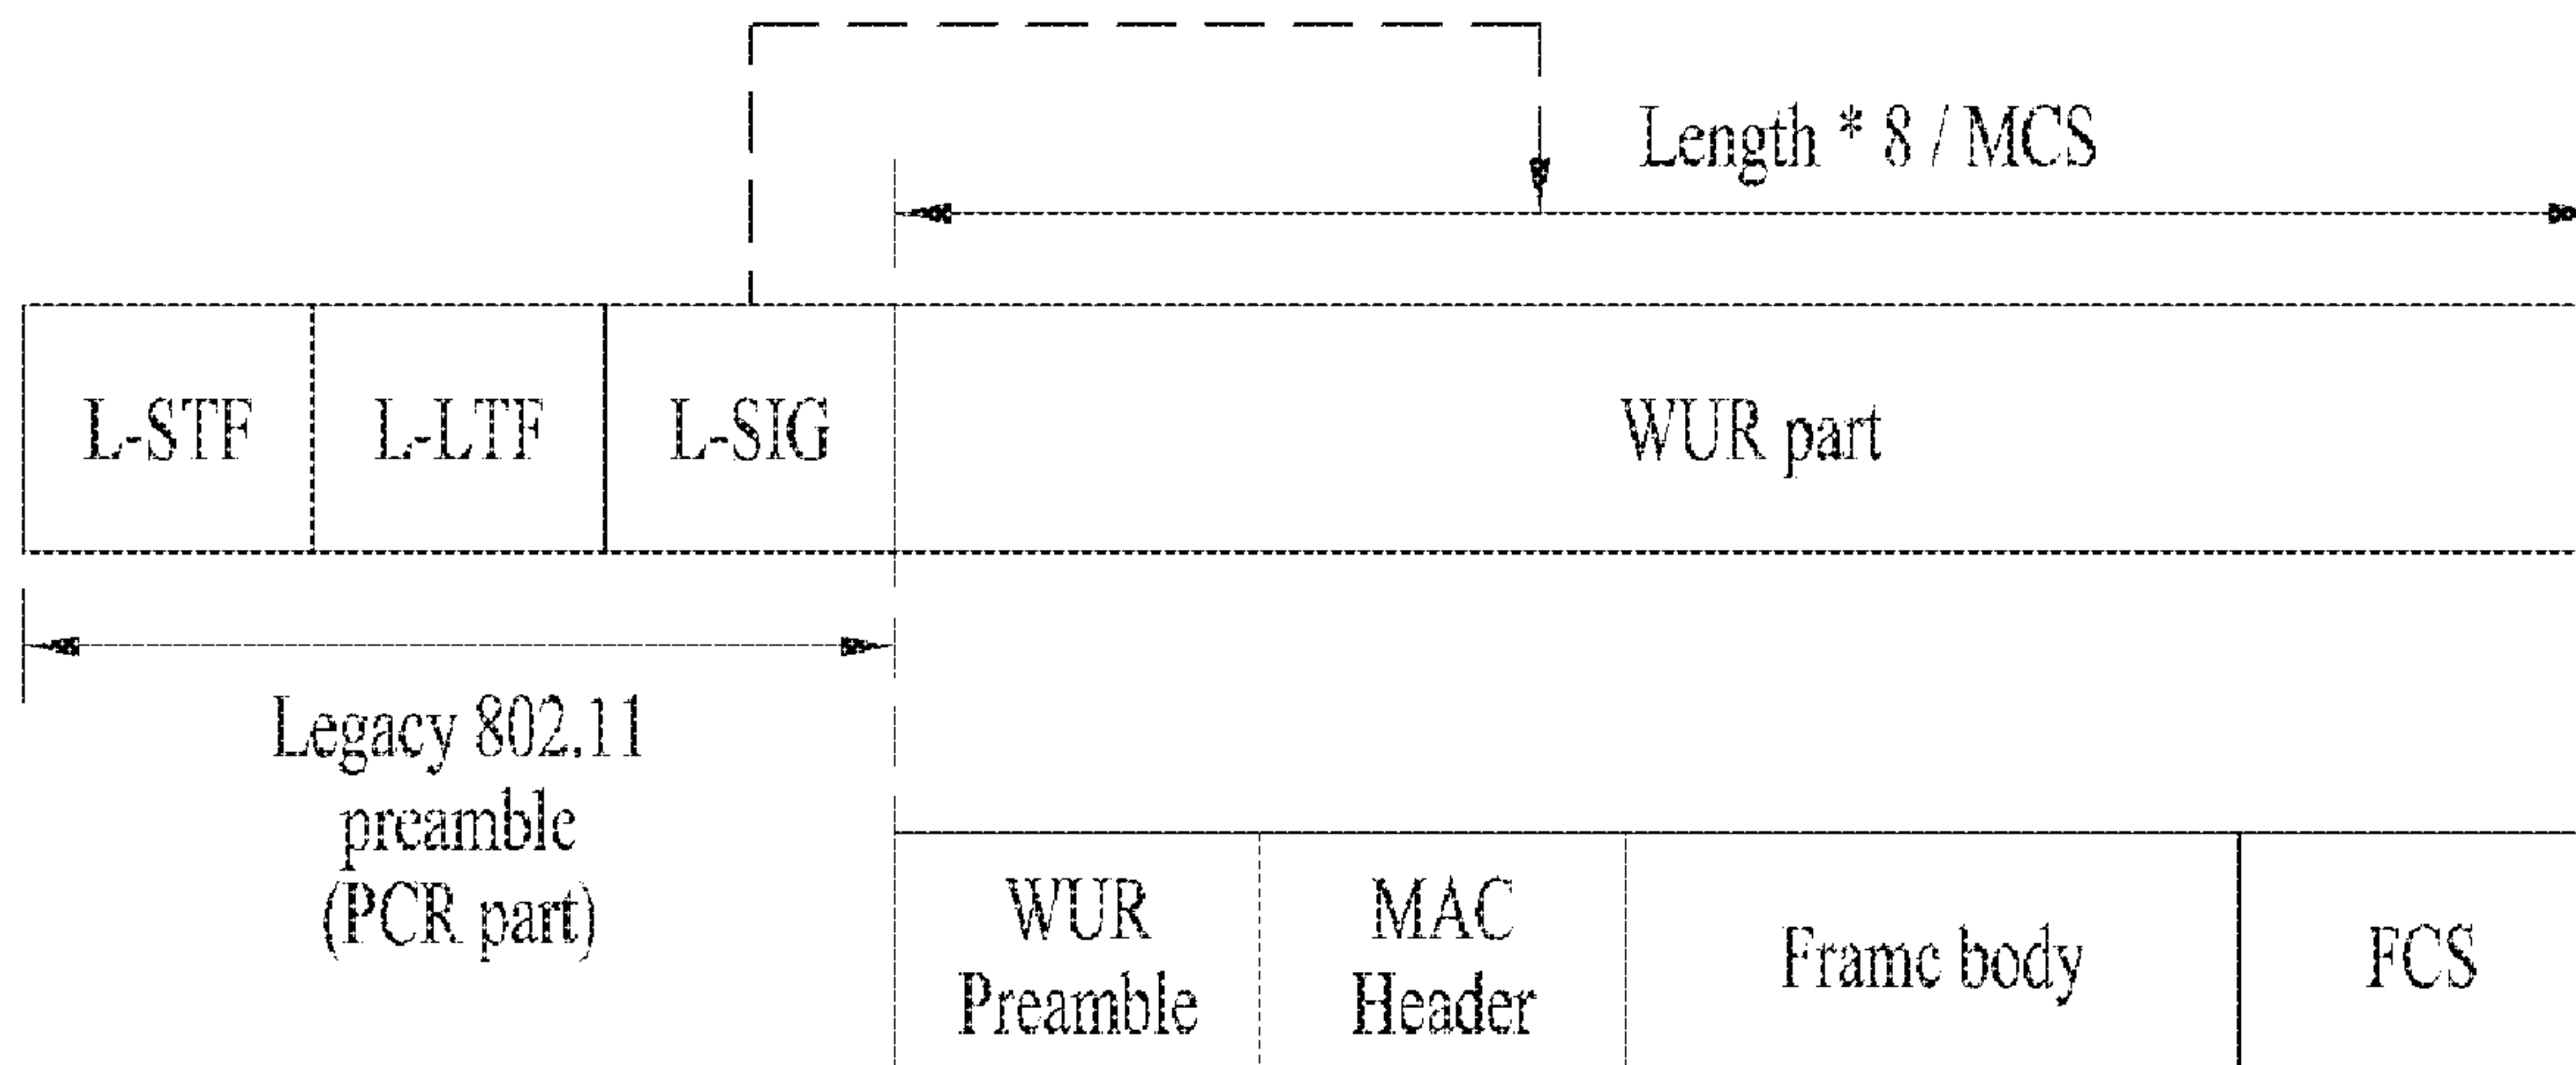 Length * 8 / MCS
L-STF
L-LTF
L-SIG
WUR part
Legacy 802.11
preamble
(PCR part)
WUR
Preamble
MAC
Header
Frame body
FCS